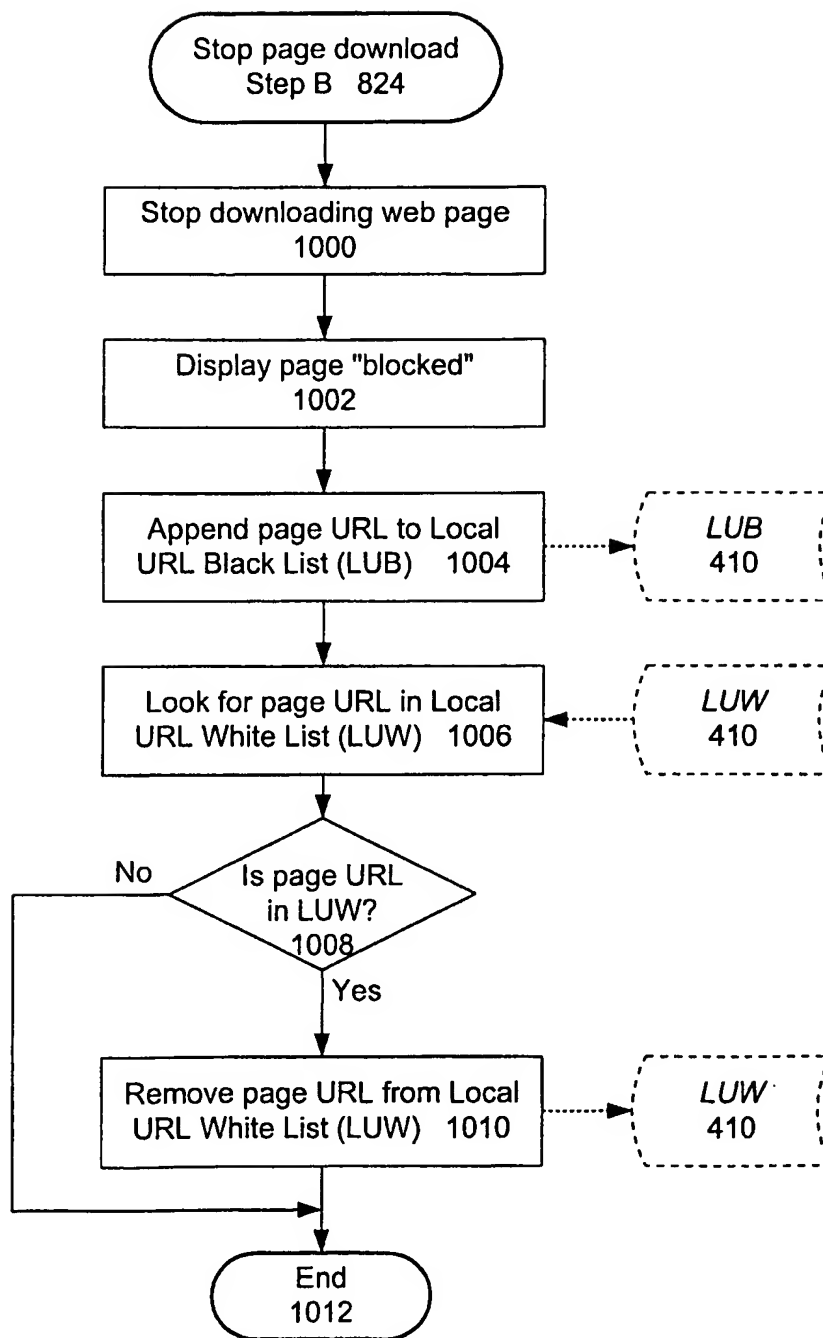 Stop page download
Step B 824
Stop downloading web page
1000
Display page "blocked"
1002
Append page URL to Local
URL Black List (LUB) 1004
LUB
410
Look for page URL in Local
URL White List (LUW) 1006
LUW
410
No
Is page URL
in LUW?
1008
Yes
Remove page URL from Local
URL White List (LUW) 1010
LUW
410
End
1012